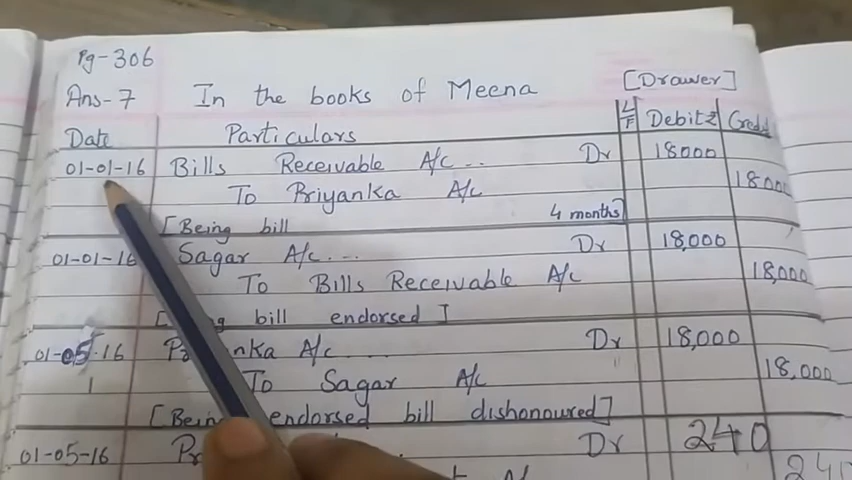 Pg-306
Ans-7 In the books of Meena [Drawer]
Date Particulars L/F Debit ₹ Credit
01-01-16 Bills Receivable A/c .. Dr 18000
To Priyanka A/c 18000
[Being bill 4 months]
01-01-16 Sagar A/c ... Dr 18,000
To Bills Receivable A/c 18,000
bill endorsed]
01-05-16 A/c .... Dr 18,000
To Sagar A/c 18,000
[Being endorsed bill dishonoured]
01-05-16 Dr 240
240